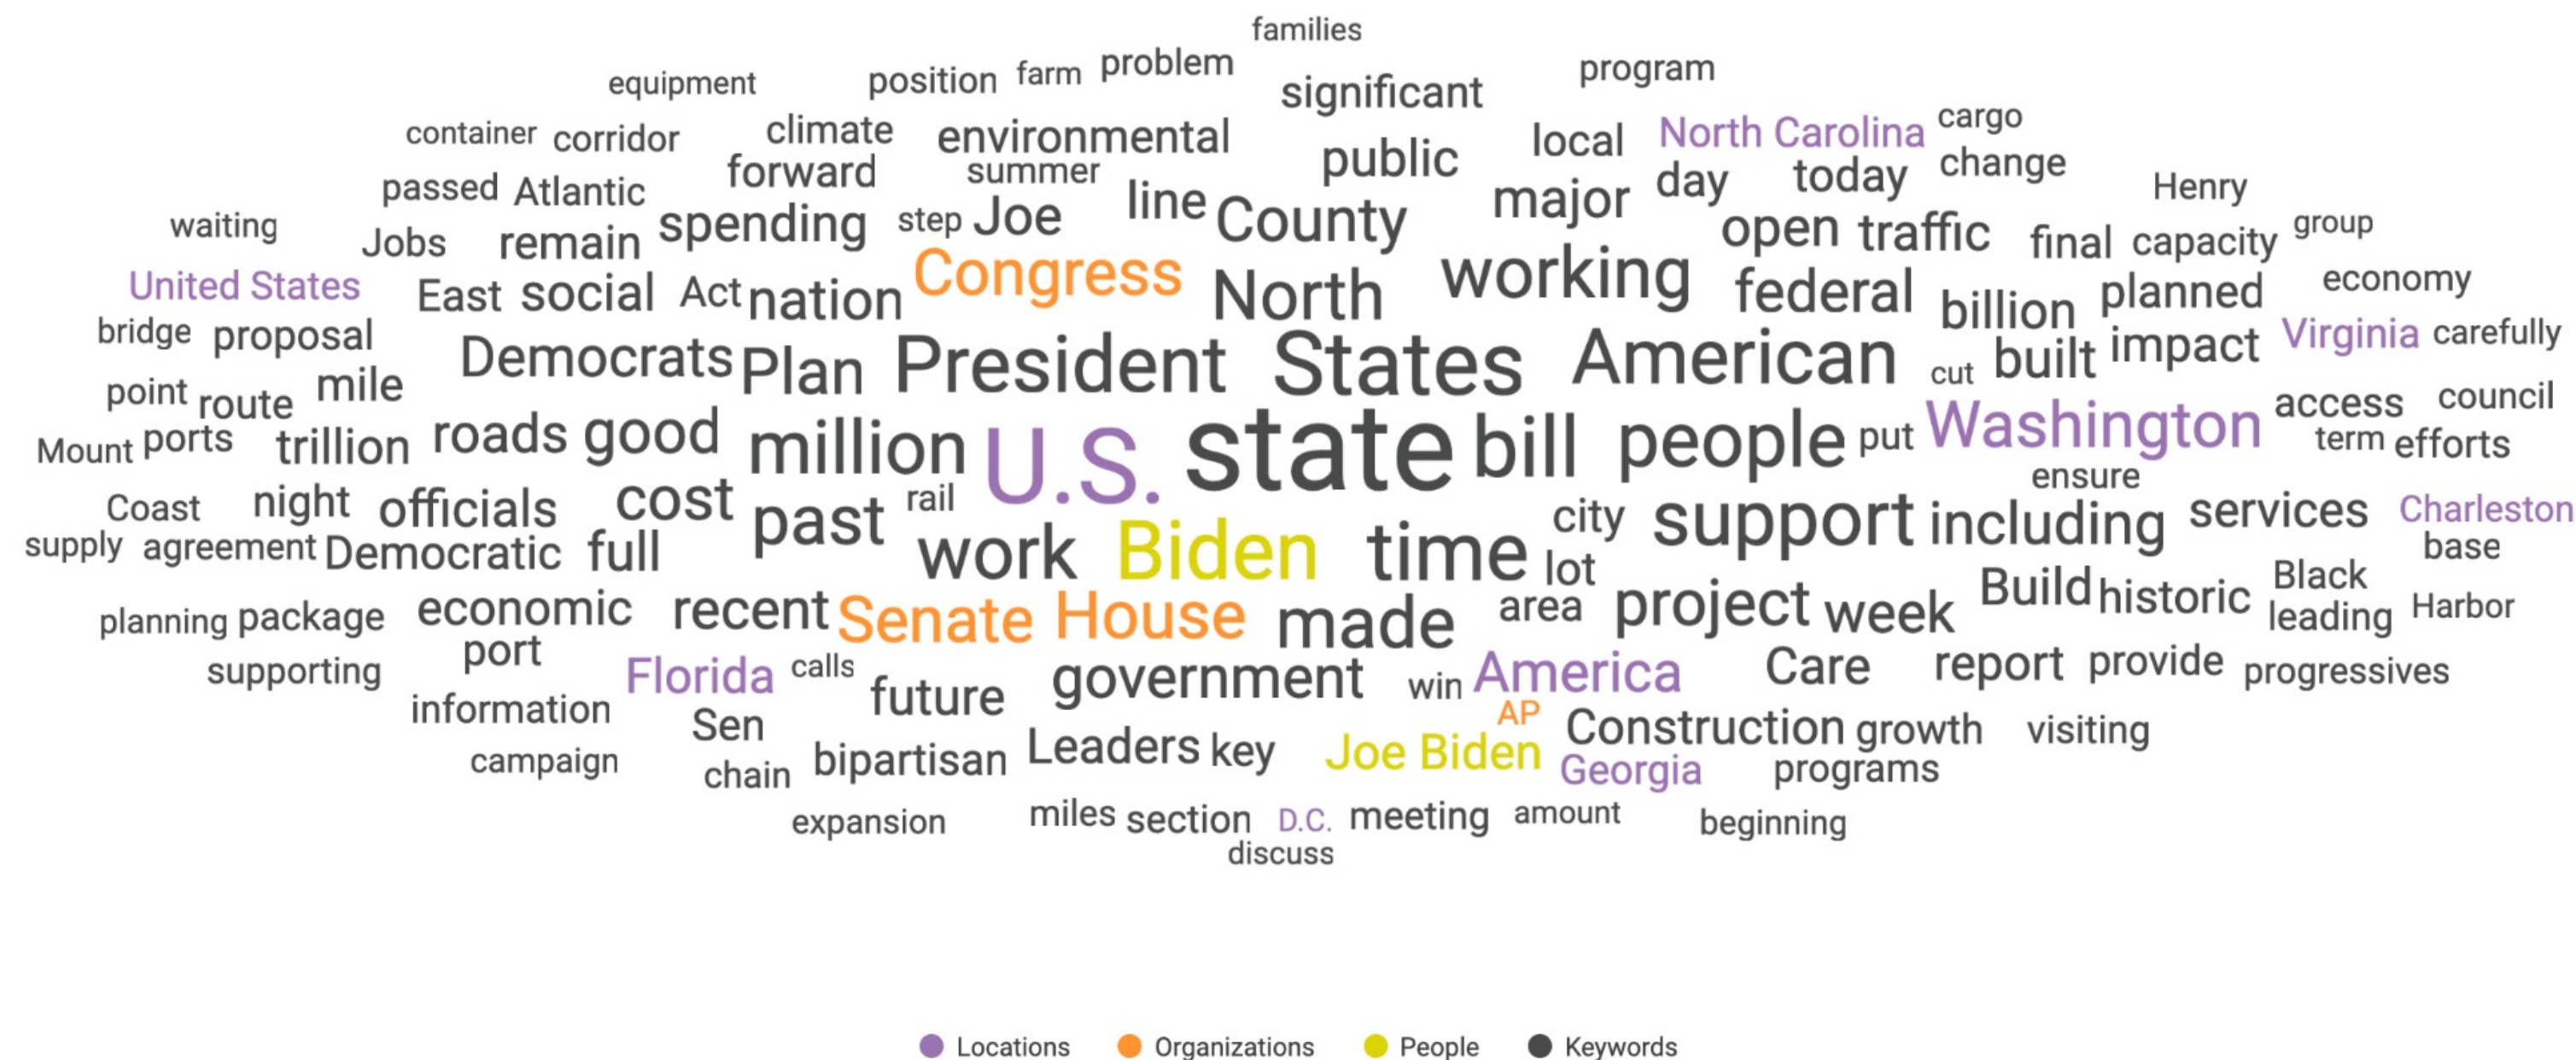 families
equipment position farm problem significant program
container corridor climate environmental public local North Carolina cargo
passed Atlantic forward summer line major day today change Henry
waiting Jobs remain spending step Joe County open traffic final capacity group
United States East social Act nation Congress North working federal billion planned economy
bridge proposal Democrats Plan President States American cut built impact Virginia carefully
point route mile roads good million U.S. state bill people put Washington access council
Mount ports trillion term efforts
Coast night officials cost past rail city support including ensure services Charleston
supply agreement Democratic full work Biden time lot base
planning package economic recent Senate House made area project week Build historic Black leading Harbor
supporting port Florida calls future government win America Care report provide progressives
information Sen AP Construction growth visiting
campaign chain bipartisan Leaders key Joe Biden Georgia programs
expansion miles section D.C. meeting amount beginning
discuss
Locations Organizations People Keywords